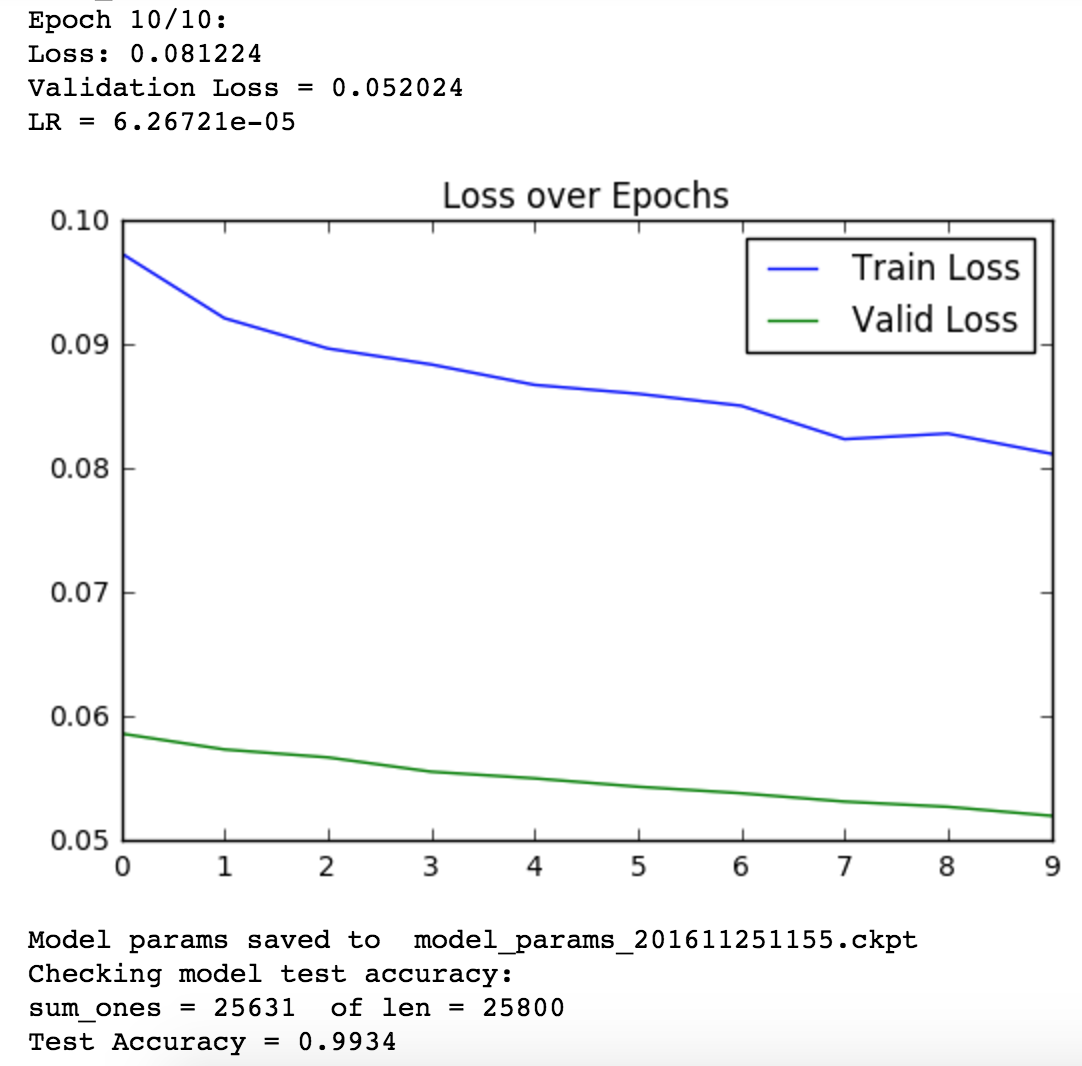 Epoch 10/10:
Loss: 0.081224
Validation Loss = 0.052024
LR = 6.26721e-05
Loss over Epochs
0.10
0.09
0.08
0.07
0.06
0.05
Train Loss
Valid Loss
0 1 2 3 4 5 6 7 8 9
Model params saved to  model_params_201611251155.ckpt
Checking model test accuracy:
sum_ones = 25631  of len = 25800
Test Accuracy = 0.9934